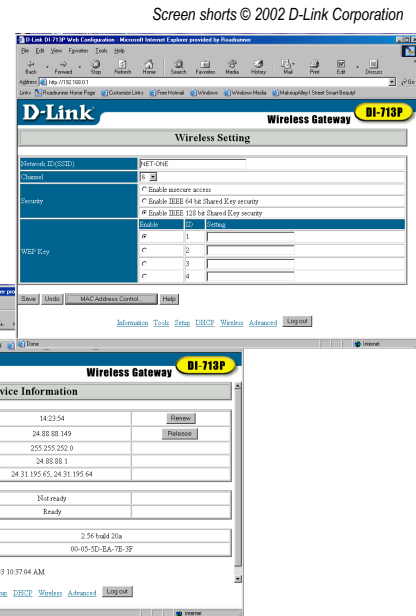 Screen shorts © 2002 D-Link Corporation
D-Link DI-713P Web Configuration - Microsoft Internet Explorer provided by Roadrunner
File Edit View Favorites Tools Help
Back Forward Stop Refresh Home Search Favorites Media History Mail Print Edit Discuss
Address http://192.168.0.1 Go
Links Roadrunner Home Page Customize Links Free Hotmail Windows Windows Media
D-Link
DI-713P
Wireless Gateway
Wireless Setting
Network ID(SSID) NET-ONE
Channel 6
Security
Enable insecure access
Enable IEEE 64 bit Shared Key security
Enable IEEE 128 bit Shared Key security
WEP Key
Enable ID Setting
1
2
3
4
Save Undo MAC Address Control... Help
Information Tools Setup DHCP Wireless Advanced Log out
Done Internet
DI-713P
Wireless Gateway
vice Information
14:23:54 Renew
24.88.88.149 Release
255.255.252.0
24.88.88.1
24.31.195.65, 24.31.195.64
Not ready
Ready
2.56 build 20a
00-05-5D-EA-7E-3F
03 10:37:04 AM
up DHCP Wireless Advanced Log out
Internet